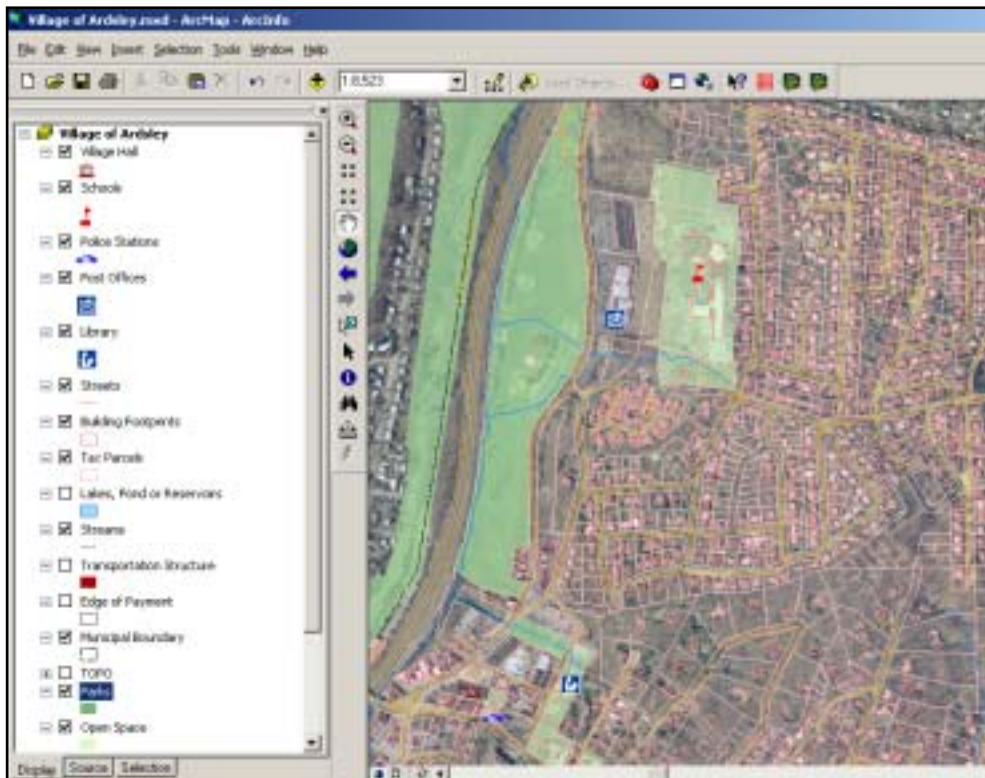 Village of Ardsley.mxd - ArcMap - ArcInfo
File Edit View Insert Selection Tools Window Help
1:8,523
Village of Ardsley
Village Hall
Schools
Police Stations
Post Offices
Library
Streets
Building Footprints
Tax Parcels
Lakes, Pond or Reservoirs
Streams
Transportation Structure
Edge of Payment
Municipal Boundary
TOPO
Parks
Open Space
Display Source Selection